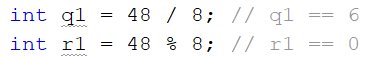 int q1 = 48 / 8; // q1 == 6
int r1 = 48 % 8; // r1 == 0